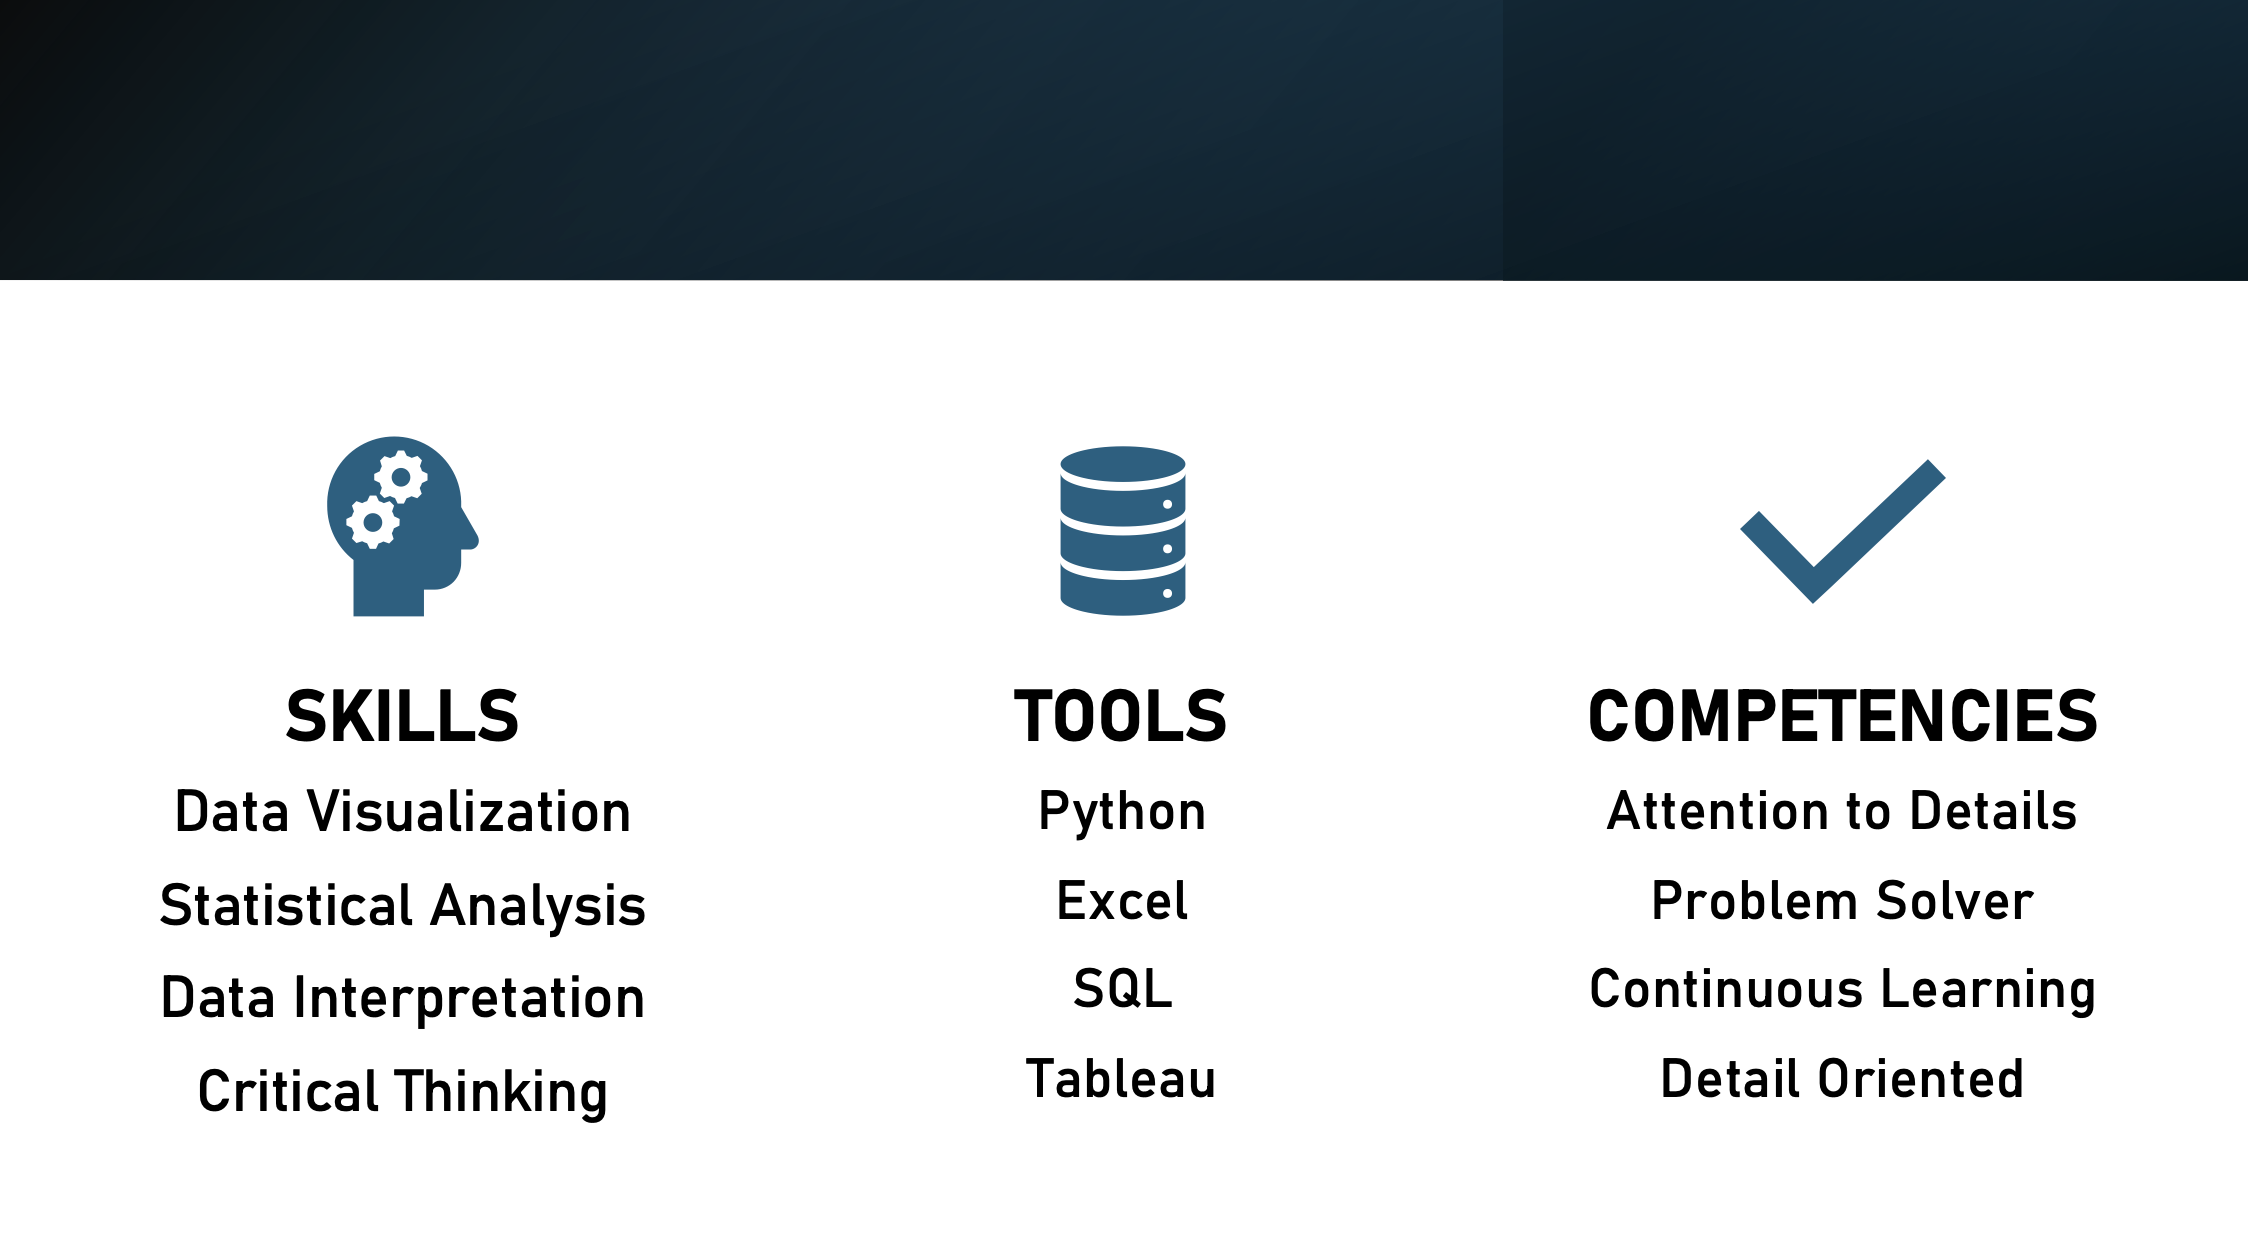 SKILLS
Data Visualization
Statistical Analysis
Data Interpretation
Critical Thinking
TOOLS
Python
Excel
SQL
Tableau
COMPETENCIES
Attention to Details
Problem Solver
Continuous Learning
Detail Oriented